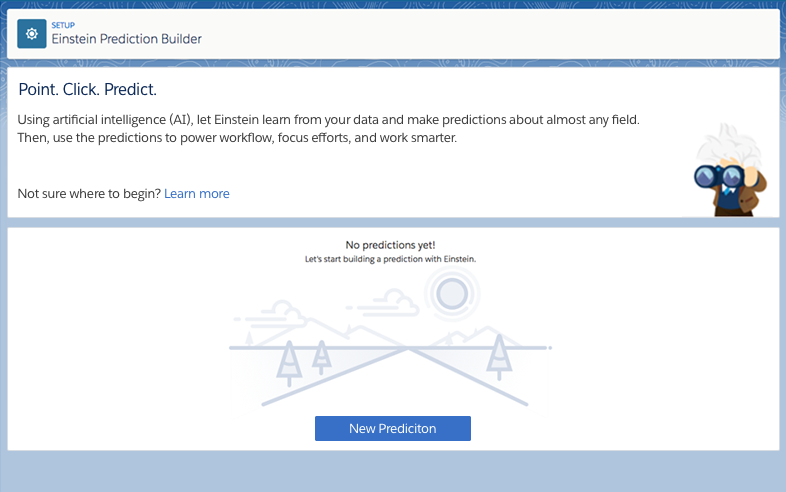 SETUP
Einstein Prediction Builder
Point. Click. Predict.
Using artificial intelligence (AI), let Einstein learn from your data and make predictions about almost any field.
Then, use the predictions to power workflow, focus efforts, and work smarter.
Not sure where to begin? Learn more
No predictions yet!
Let's start building a prediction with Einstein.
New Prediciton